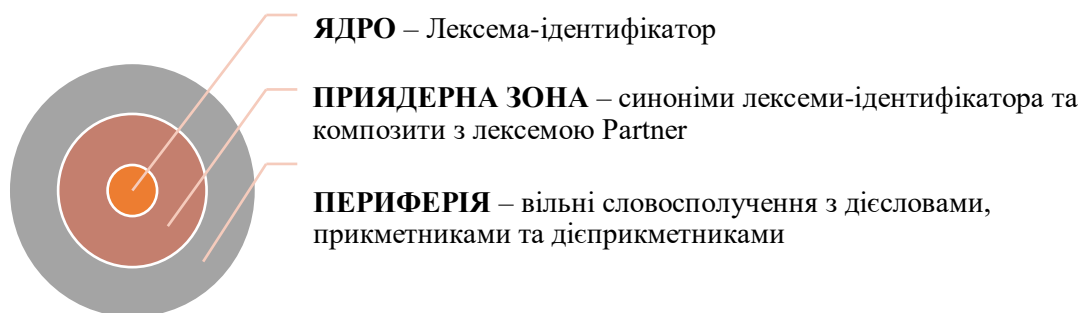 ЯДРО – Лексема-ідентифікатор
ПРИЯДЕРНА ЗОНА – синоніми лексеми-ідентифікатора та
композити з лексемою Partner
ПЕРИФЕРІЯ – вільні словосполучення з дієсловами,
прикметниками та дієприкметниками